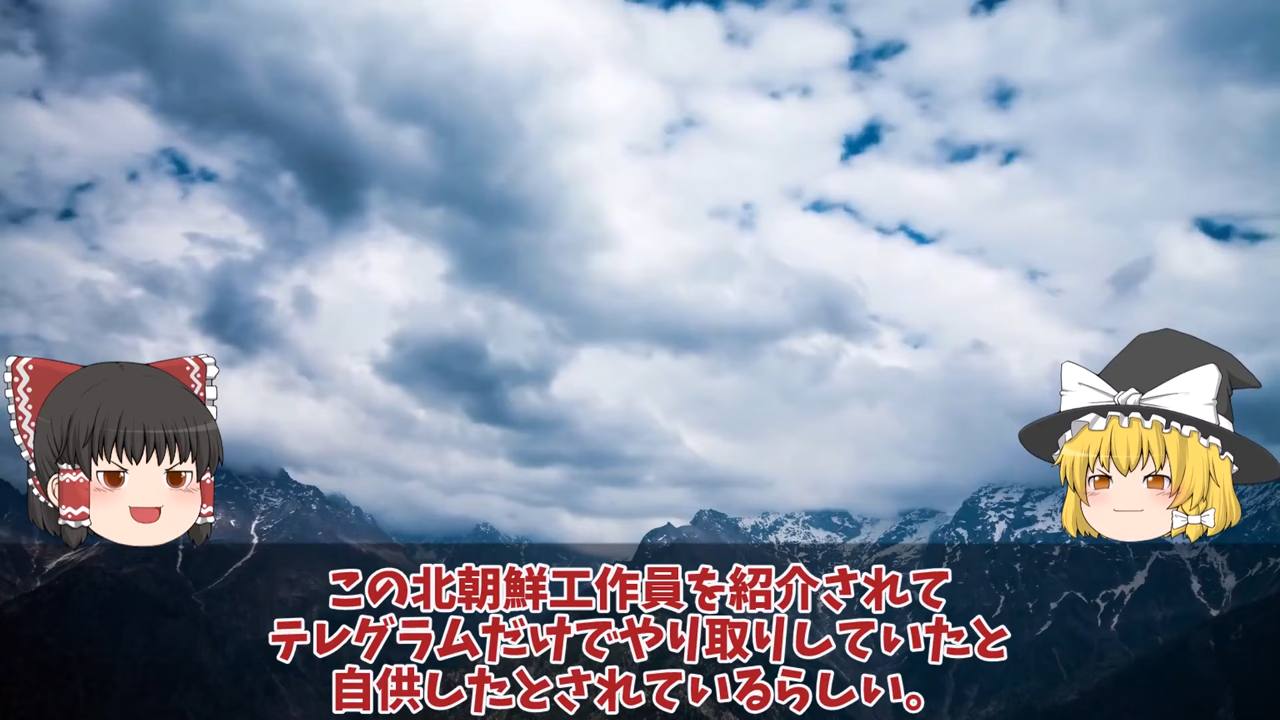 この北朝鮮工作員を紹介されて
テレグラムだけでやり取りしていたと
自供したとされているらしい。